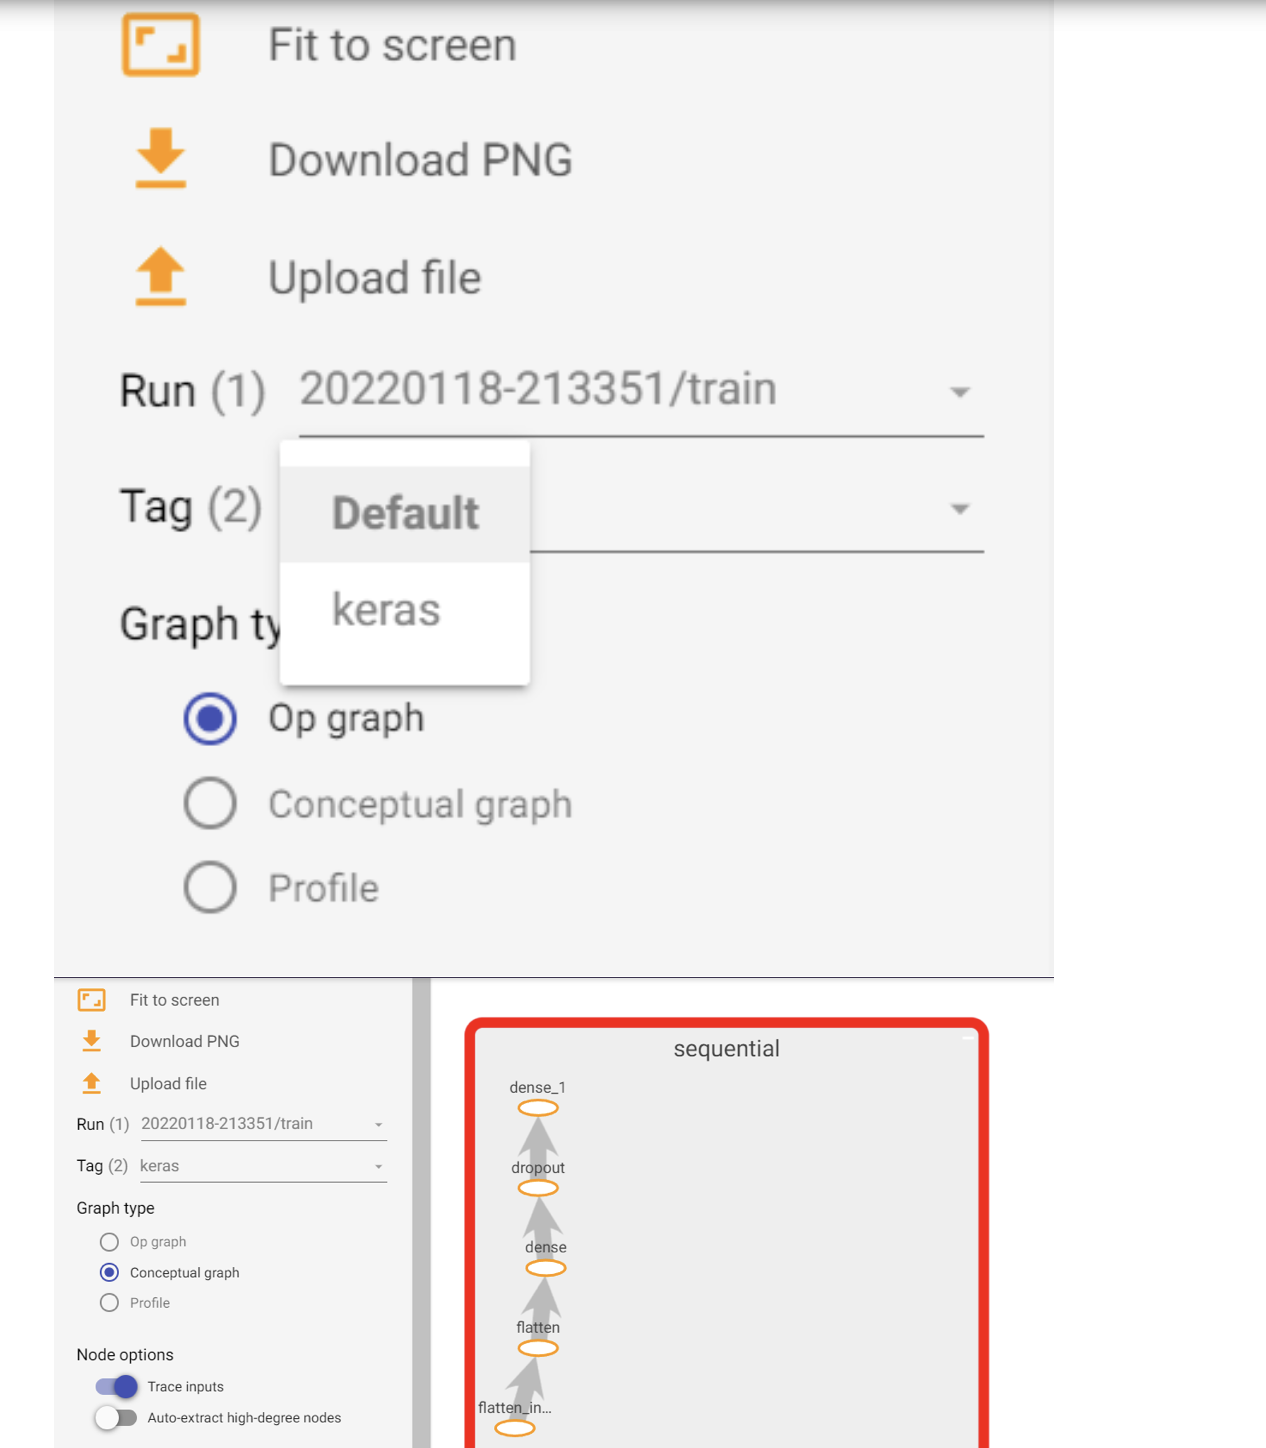 Fit to screen
Download PNG
Upload file
Run (1) 20220118-213351/train
Tag (2)
Default
keras
Graph ty
Op graph
Conceptual graph
Profile
Fit to screen
Download PNG
Upload file
Run (1) 20220118-213351/train
Tag (2) keras
Graph type
Op graph
Conceptual graph
Profile
Node options
Trace inputs
Auto-extract high-degree nodes
sequential
dense_1
dropout
dense
flatten
flatten_in...